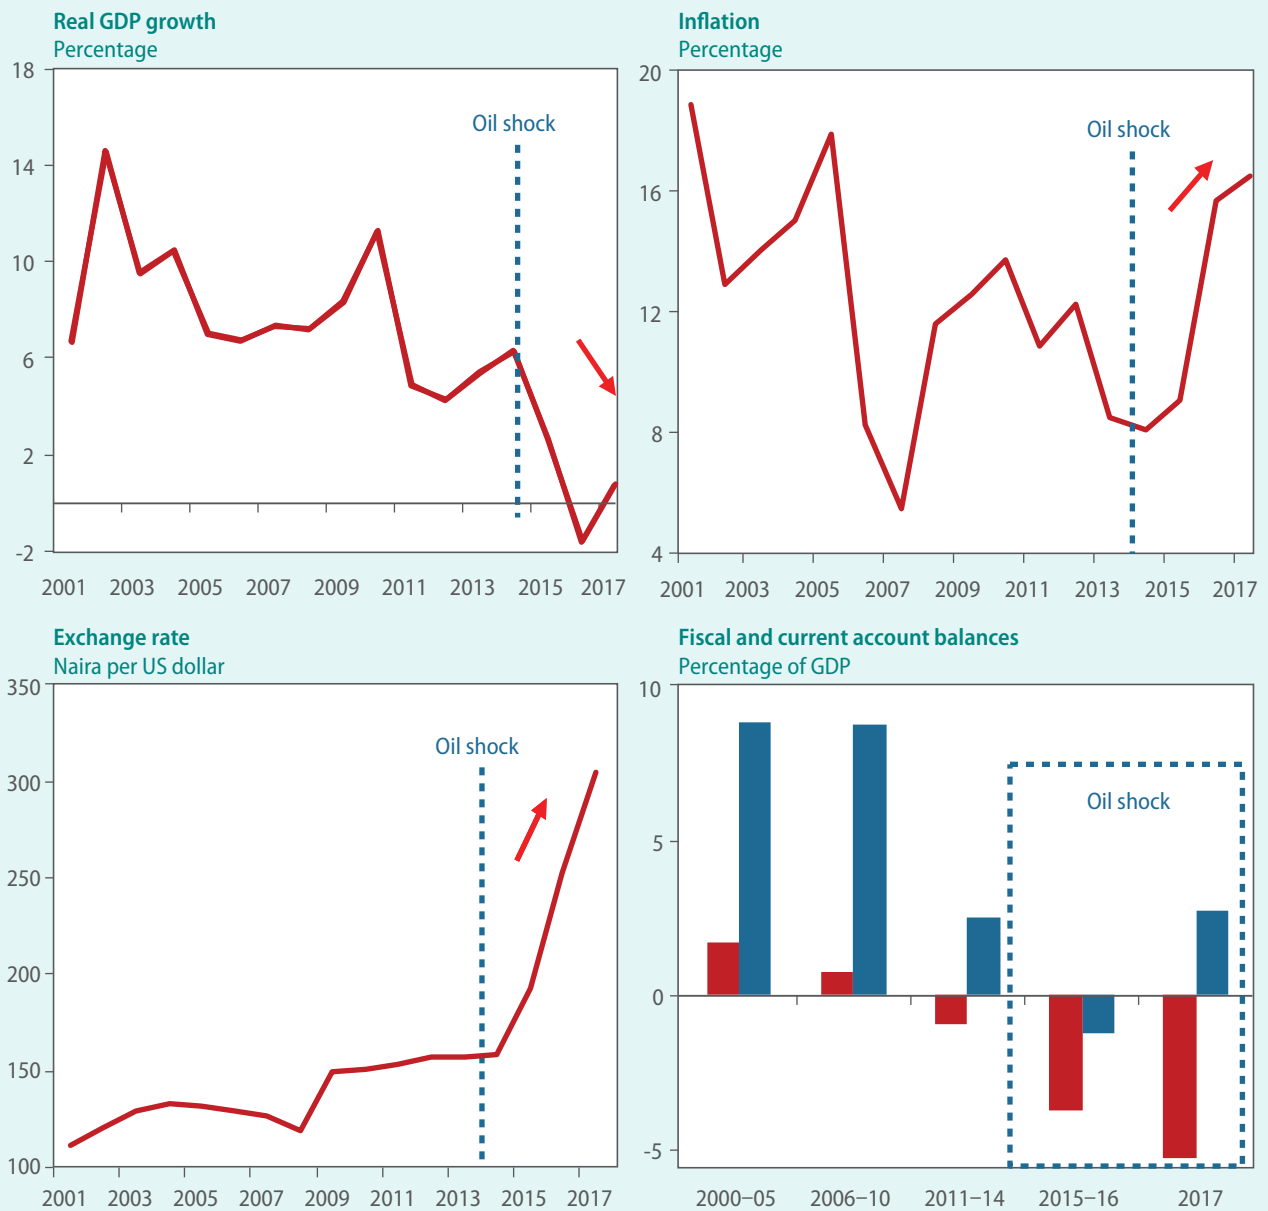 Real GDP growth
Percentage
18
14
10
6
2
-2
Oil shock
2001 2003 2005 2007 2009 2011 2013 2015 2017
Inflation
Percentage
20
16
12
8
4
Oil shock
2001 2003 2005 2007 2009 2011 2013 2015 2017
Exchange rate
Naira per US dollar
350
300
250
200
150
100
Oil shock
2001 2003 2005 2007 2009 2011 2013 2015 2017
Fiscal and current account balances
Percentage of GDP
10
5
0
-5
Oil shock
2000–05 2006–10 2011–14 2015–16 2017